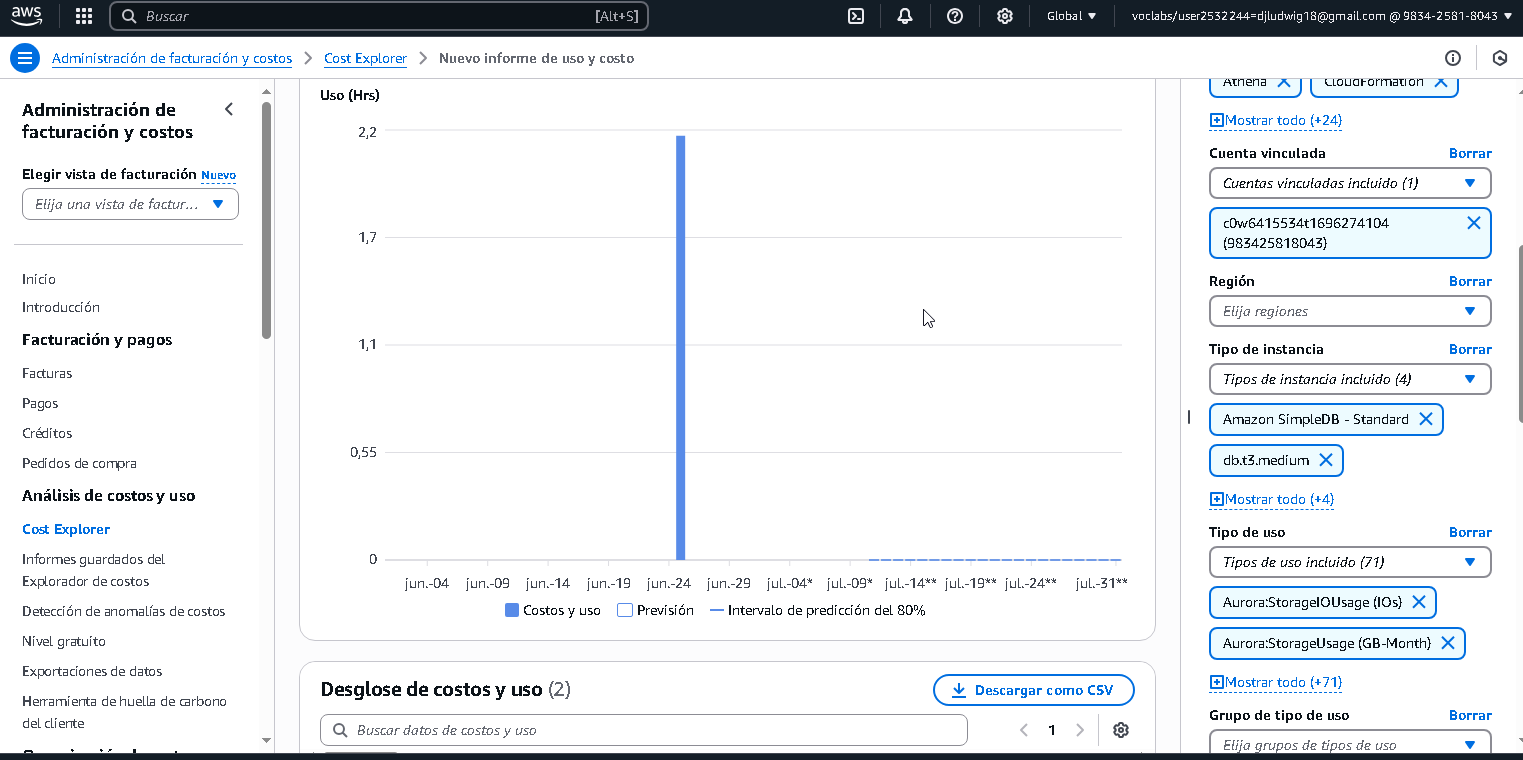 aws
Buscar
[Alt+S]
Global
voclabs/user2532244=djludwig18@gmail.com @ 9834-2581-8043
Administración de facturación y costos
Cost Explorer
Nuevo informe de uso y costo
Administración de
facturación y costos
Elegir vista de facturación Nuevo
Elija una vista de factur...
Inicio
Introducción
Facturación y pagos
Facturas
Pagos
Créditos
Pedidos de compra
Análisis de costos y uso
Cost Explorer
Informes guardados del
Explorador de costos
Detección de anomalías de costos
Nivel gratuito
Exportaciones de datos
Herramienta de huella de carbono
del cliente
Uso (Hrs)
2,2
1,7
1,1
0,55
0
jun.-04 jun.-09 jun.-14 jun.-19 jun.-24 jun.-29 jul.-04* jul.-09* jul.-14** jul.-19** jul.-24** jul.-31**
Costos y uso Previsión Intervalo de predicción del 80%
Desglose de costos y uso (2)
Descargar como CSV
Buscar datos de costos y uso
1
Athena CloudFormation
Mostrar todo (+24)
Cuenta vinculada Borrar
Cuentas vinculadas incluido (1)
c0w6415534t1696274104
(983425818043)
Región Borrar
Elija regiones
Tipo de instancia Borrar
Tipos de instancia incluido (4)
Amazon SimpleDB - Standard
db.t3.medium
Mostrar todo (+4)
Tipo de uso Borrar
Tipos de uso incluido (71)
Aurora:StorageIOUsage (IOs)
Aurora:StorageUsage (GB-Month)
Mostrar todo (+71)
Grupo de tipo de uso Borrar
Elija grupos de tipos de uso